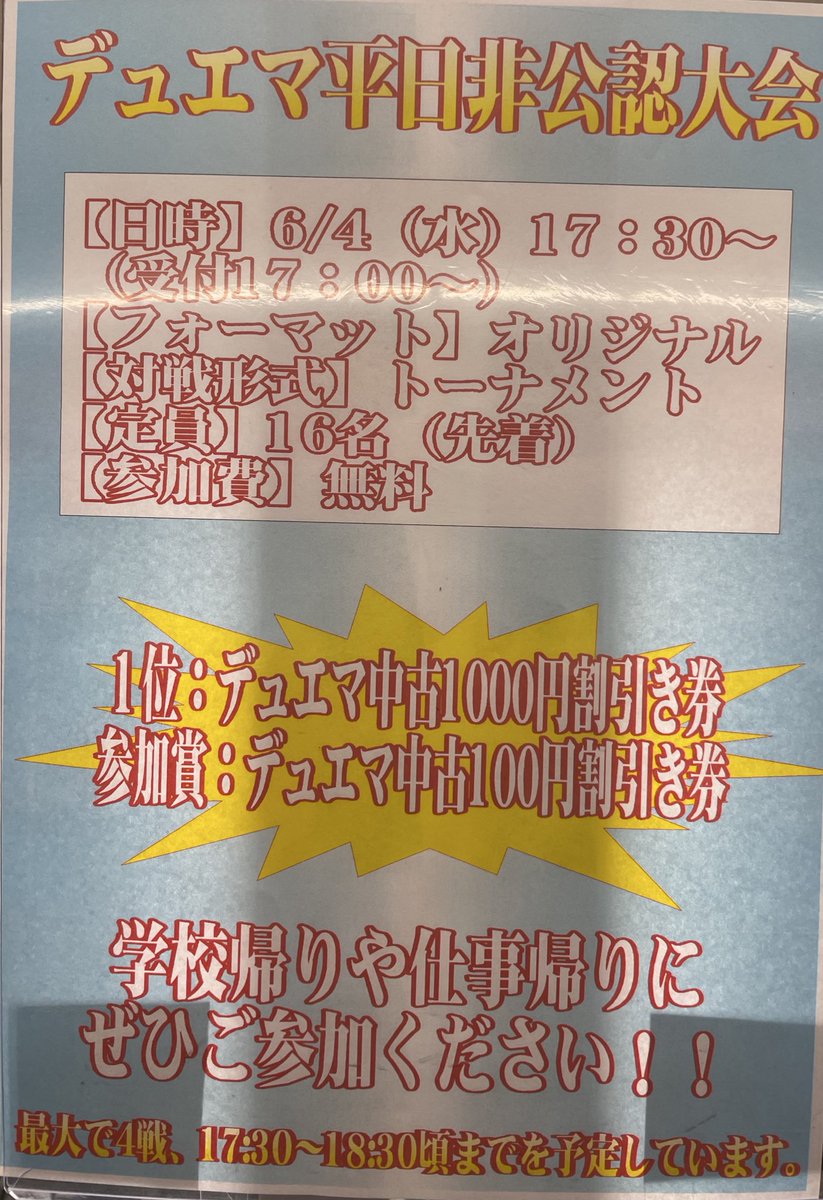 デュエマ平日非公認大会
【日時】6/4（水）17：30～
（受付17：00～）
【フォーマット】オリジナル
【対戦形式】トーナメント
【定員】16名（先着）
【参加費】無料
1位：デュエマ中古1000円割引き券
参加賞：デュエマ中古100円割引き券
学校帰りや仕事帰りに
ぜひご参加ください！！
最大で4戦、17:30～18:30頃までを予定しています。